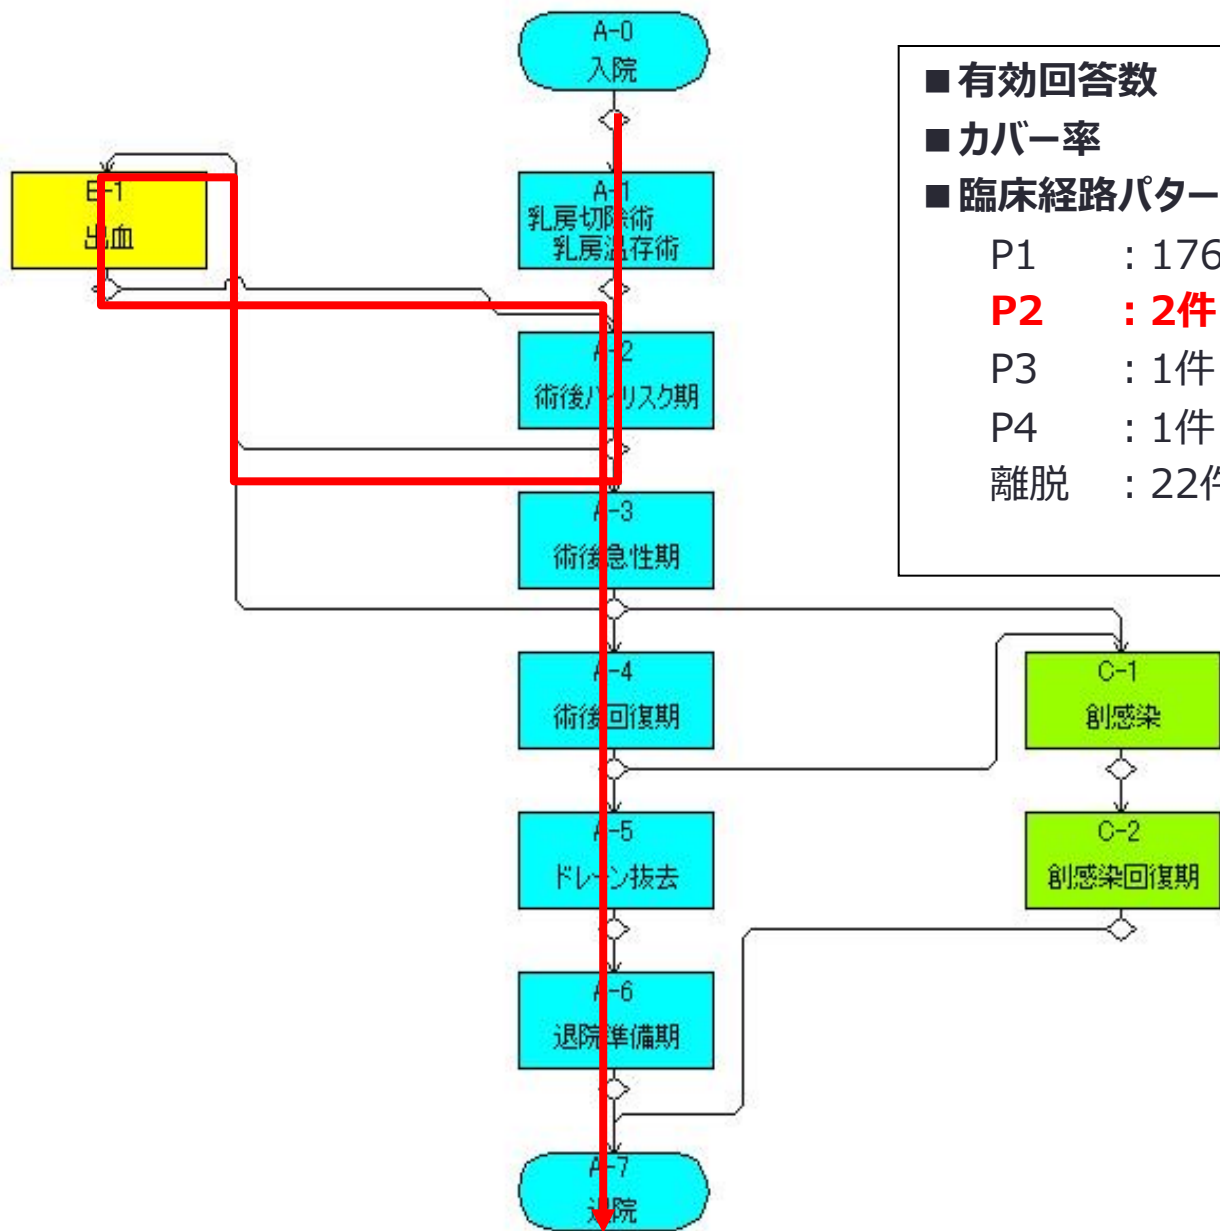 A-0
入院
■有効回答数
■カバー率
■臨床経路パター
P1 : 176
P2 : 2件
P3 : 1件
P4 : 1件
離脱 : 22件
B-1
出血
A-1
乳房切除術
乳房温存術
A-2
術後ハイリスク期
A-3
術後急性期
A-4
術後回復期
C-1
創感染
A-5
ドレーン抜去
C-2
創感染回復期
A-6
退院準備期
A-7
退院